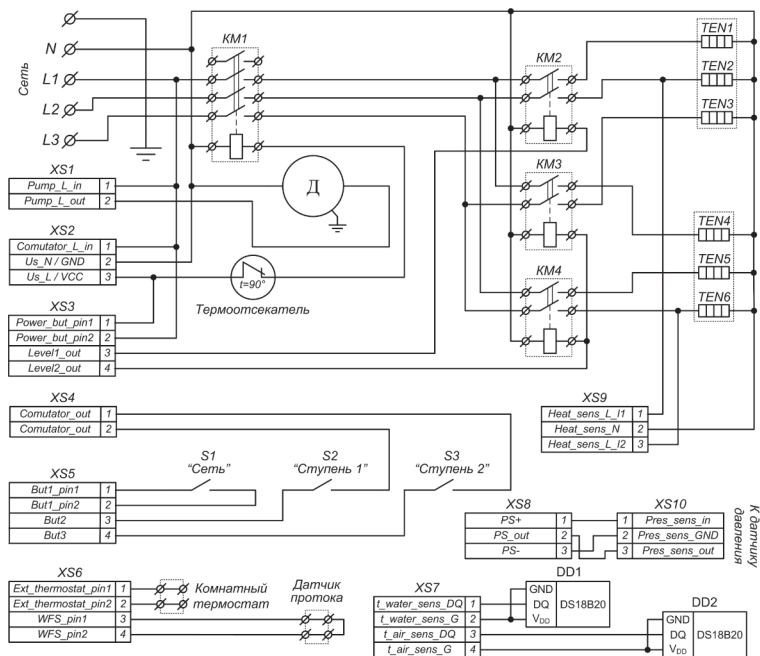 Сеть
N
L1
L2
L3
КМ1
КМ2
TEN1
TEN2
TEN3
КМ3
TEN4
КМ4
TEN5
TEN6
Д
t=90°
Термоотсекатель
XS1
Pump_L_in 1
Pump_L_out 2
XS2
Comutator_L_in 1
Us_N / GND 2
Us_L / VCC 3
XS3
Power_but_pin1 1
Power_but_pin2 2
Level1_out 3
Level2_out 4
XS4
Comutator_out 1
Comutator_out 2
XS9
Heat_sens_L_l1 1
Heat_sens_N 2
Heat_sens_L_l2 3
S1
“Сеть”
S2
“Ступень 1”
S3
“Ступень 2”
XS5
But1_pin1 1
But1_pin2 2
But2 3
But3 4
XS8
PS+ 1
PS_out 2
PS- 3
XS10
1 Pres_sens_in
2 Pres_sens_GND
3 Pres_sens_out
К датчику
давления
XS6
Ext_thermostat_pin1 1
Ext_thermostat_pin2 2
WFS_pin1 3
WFS_pin2 4
Комнатный
термостат
Датчик
протока
XS7
t_water_sens_DQ 1
t_water_sens_G 2
t_air_sens_DQ 3
t_air_sens_G 4
DD1
GND
DQ
VDD
DS18B20
DD2
GND
DQ
VDD
DS18B20